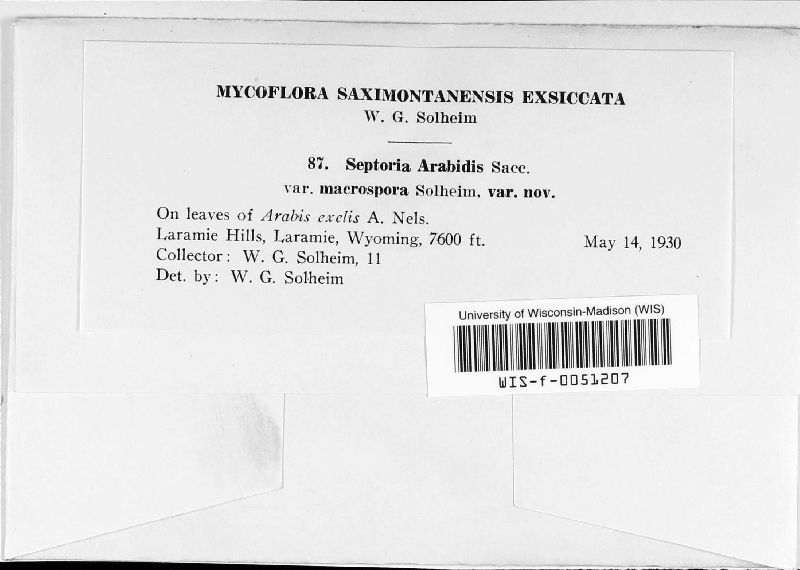 MYCOFLORA SAXIMONTANENSIS EXSICCATA
W. G. Solheim
87. Septoria Arabidis Sacc.
var. macrospora Solheim, var. nov.
On leaves of Arabis exelis A. Nels.
Laramie Hills, Laramie, Wyoming, 7600 ft. May 14, 1930
Collector: W. G. Solheim, 11
Det. by: W. G. Solheim
University of Wisconsin-Madison (WIS)
WIS-f-0051207